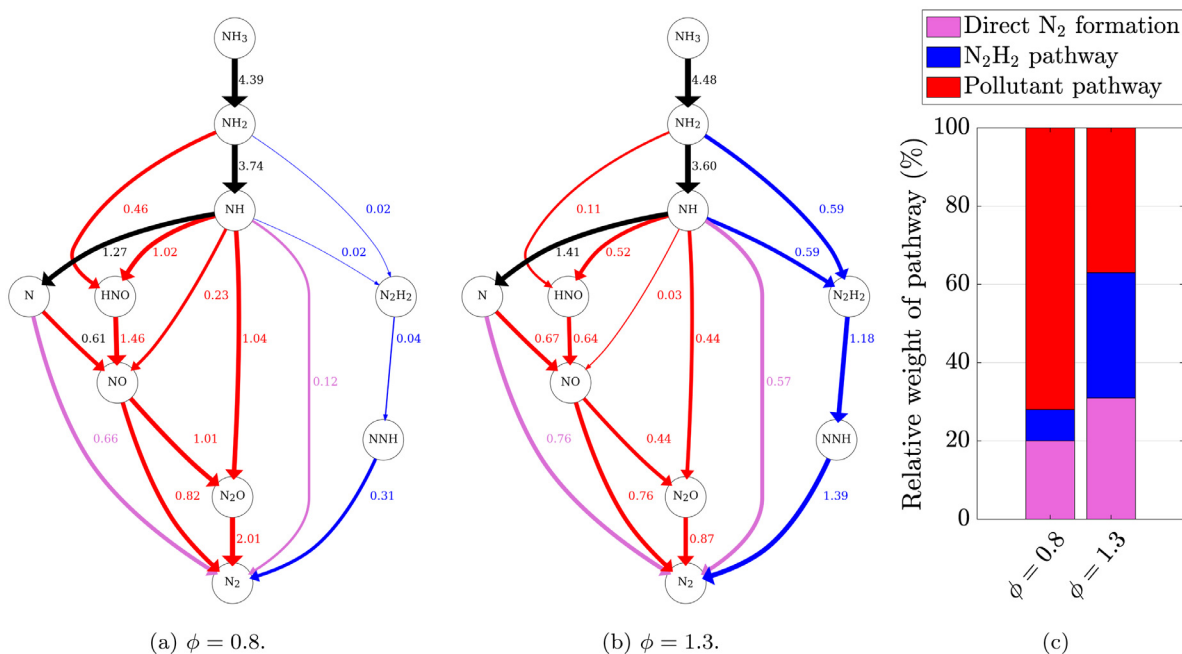 NH₃
4.39
NH₂
3.74
NH
0.46
0.02
1.27
1.02
0.02
N
HNO
0.23
N₂H₂
0.61
1.46
1.04
0.04
NO
0.12
0.66
1.01
NNH
0.82
N₂O
0.31
2.01
N₂
(a) ϕ = 0.8.
NH₃
4.48
NH₂
3.60
NH
0.11
0.59
1.41
0.52
0.59
N
HNO
0.03
N₂H₂
0.67
0.64
0.44
1.18
NO
0.57
0.76
0.44
NNH
0.76
N₂O
1.39
0.87
N₂
(b) ϕ = 1.3.
Direct N₂ formation
N₂H₂ pathway
Pollutant pathway
Relative weight of pathway (%)
100
80
60
40
20
0
ϕ = 0.8
ϕ = 1.3
(c)